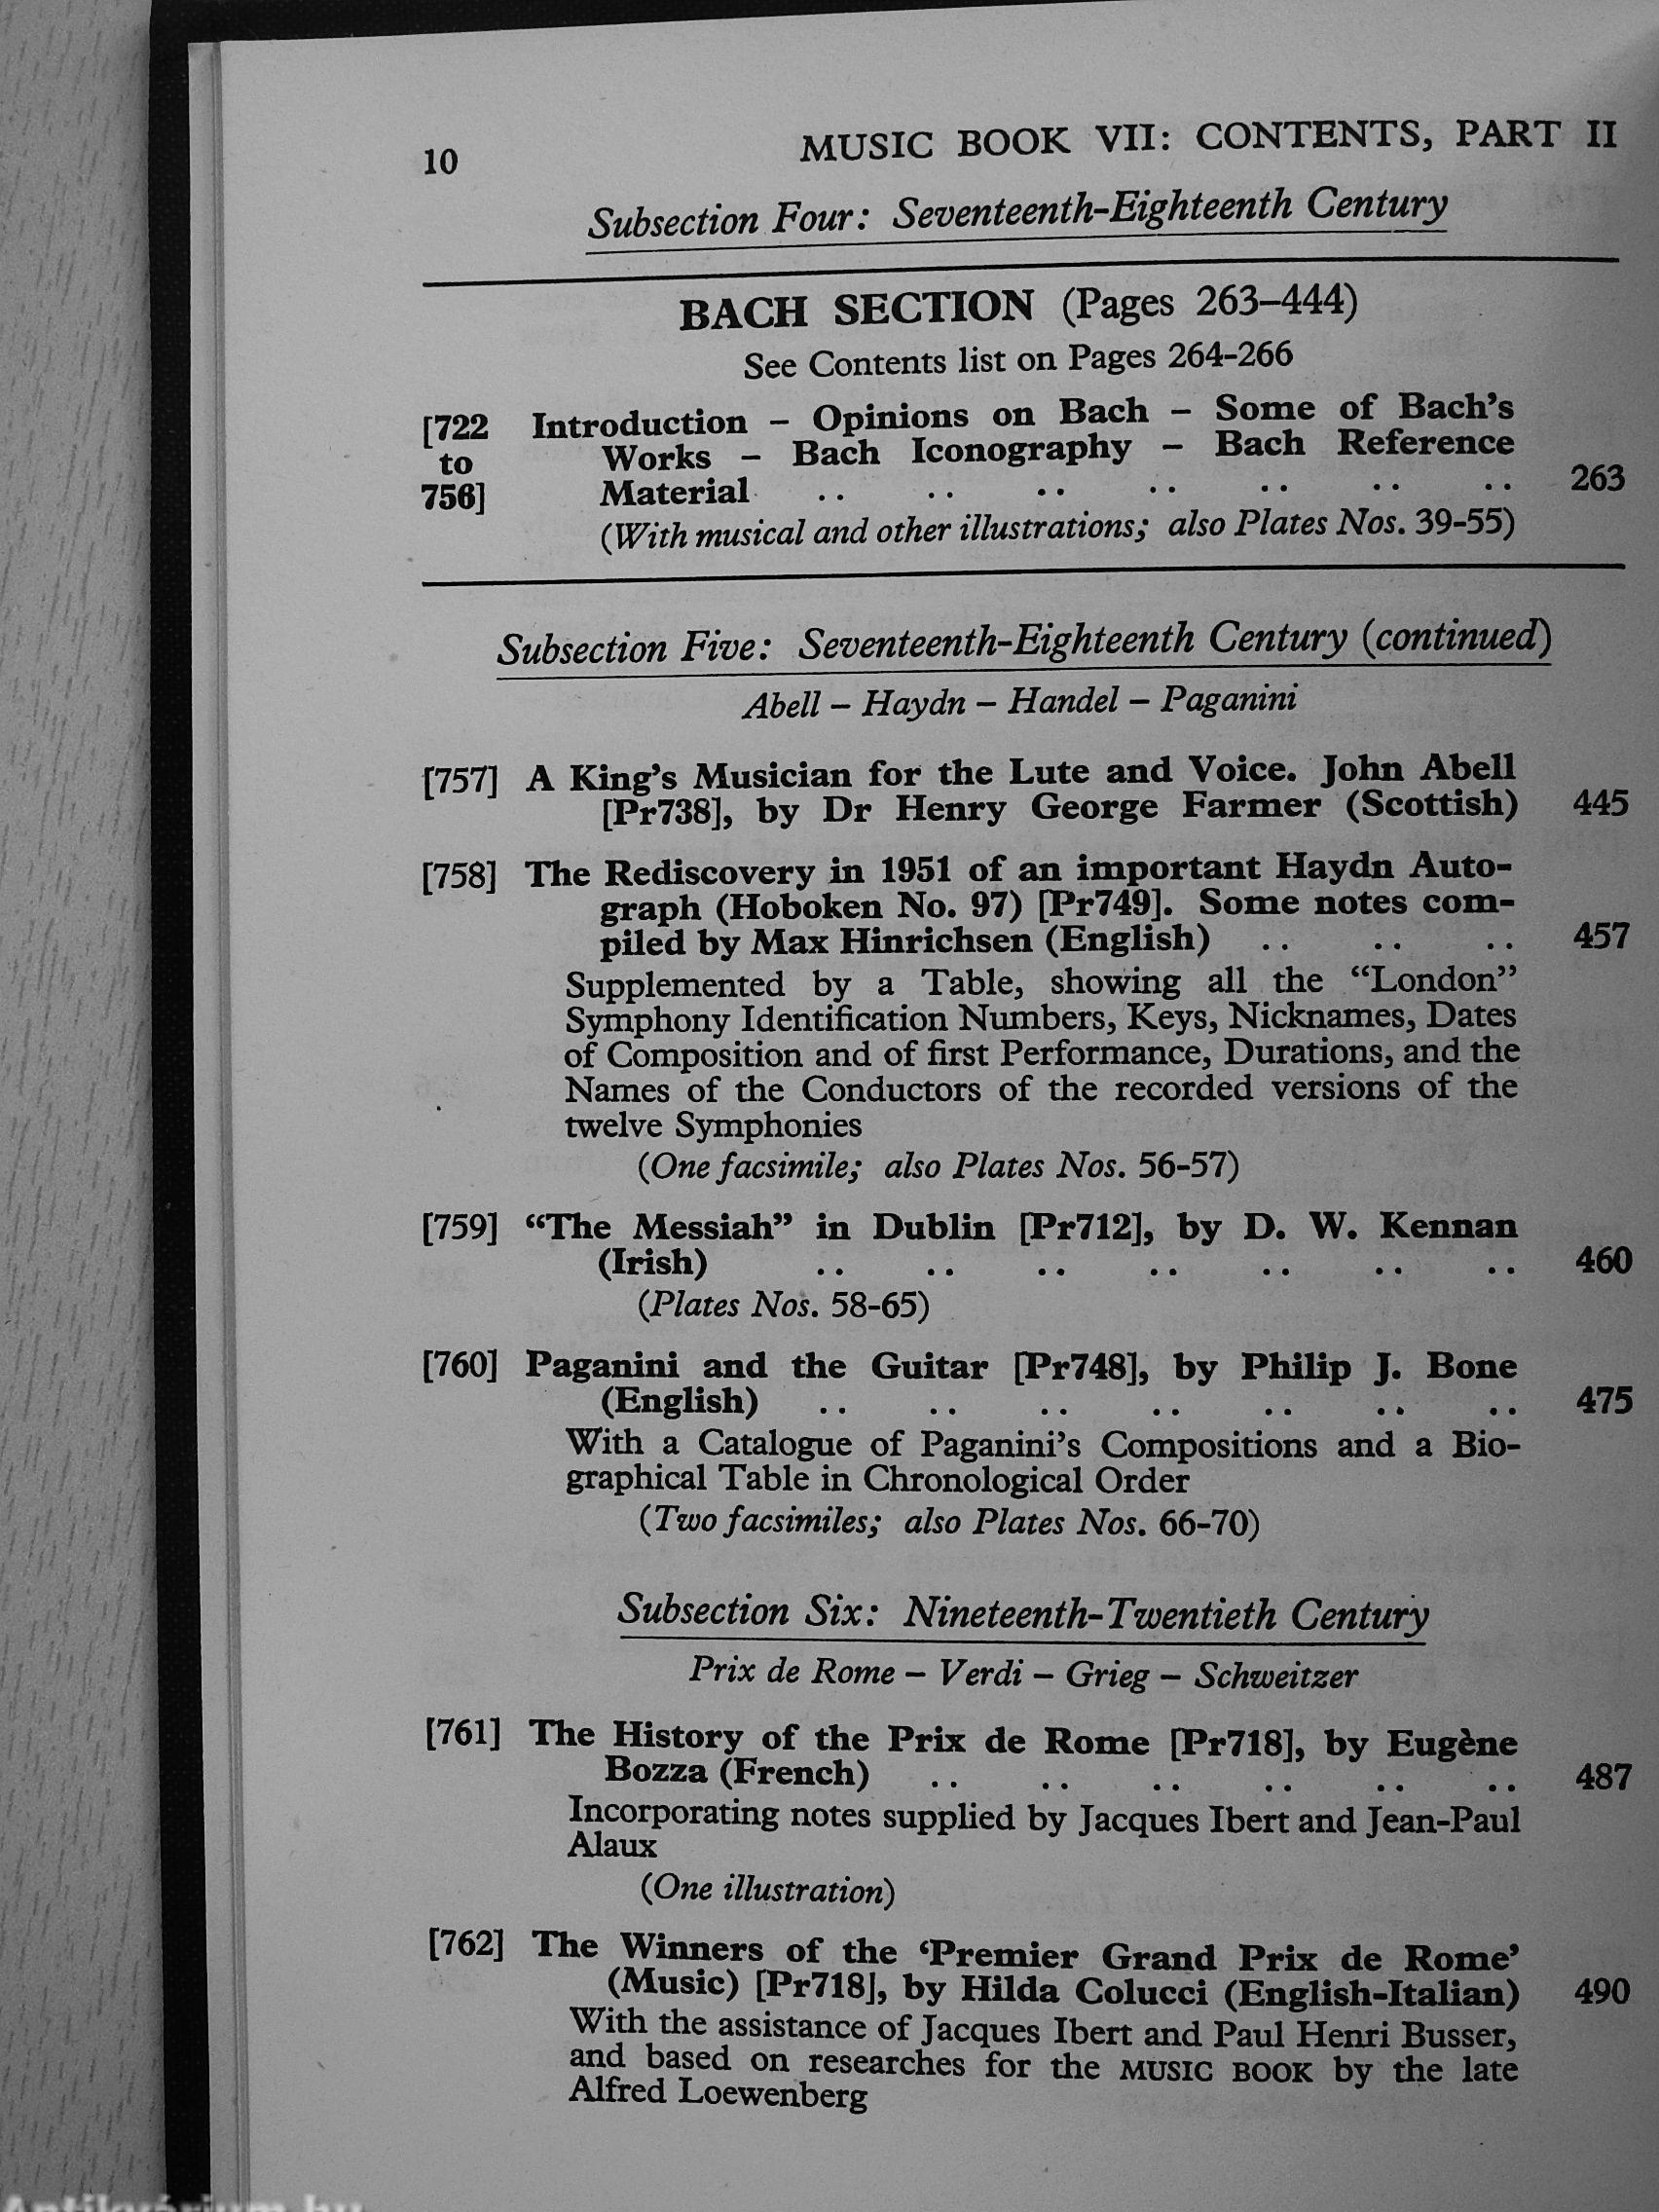 10 MUSIC BOOK VII: CONTENTS, PART II
Subsection Four: Seventeenth-Eighteenth Century
BACH SECTION (Pages 263–444)
See Contents list on Pages 264-266
[722 Introduction – Opinions on Bach – Some of Bach's
to Works – Bach Iconography – Bach Reference
756] Material .. .. .. .. .. .. .. 263
(With musical and other illustrations; also Plates Nos. 39-55)
Subsection Five: Seventeenth-Eighteenth Century (continued)
Abell – Haydn – Handel – Paganini
[757] A King's Musician for the Lute and Voice. John Abell
[Pr738], by Dr Henry George Farmer (Scottish) 445
[758] The Rediscovery in 1951 of an important Haydn Auto-
graph (Hoboken No. 97) [Pr749]. Some notes com-
piled by Max Hinrichsen (English) .. .. .. 457
Supplemented by a Table, showing all the “London”
Symphony Identification Numbers, Keys, Nicknames, Dates
of Composition and of first Performance, Durations, and the
Names of the Conductors of the recorded versions of the
twelve Symphonies
(One facsimile; also Plates Nos. 56-57)
[759] “The Messiah” in Dublin [Pr712], by D. W. Kennan
(Irish) .. .. .. .. .. .. .. 460
(Plates Nos. 58-65)
[760] Paganini and the Guitar [Pr748], by Philip J. Bone
(English) .. .. .. .. .. .. .. 475
With a Catalogue of Paganini's Compositions and a Bio-
graphical Table in Chronological Order
(Two facsimiles; also Plates Nos. 66-70)
Subsection Six: Nineteenth-Twentieth Century
Prix de Rome – Verdi – Grieg – Schweitzer
[761] The History of the Prix de Rome [Pr718], by Eugène
Bozza (French) .. .. .. .. .. .. 487
Incorporating notes supplied by Jacques Ibert and Jean-Paul
Alaux
(One illustration)
[762] The Winners of the ‘Premier Grand Prix de Rome’
(Music) [Pr718], by Hilda Colucci (English-Italian) 490
With the assistance of Jacques Ibert and Paul Henri Busser,
and based on researches for the MUSIC BOOK by the late
Alfred Loewenberg
Antikvárium.hu